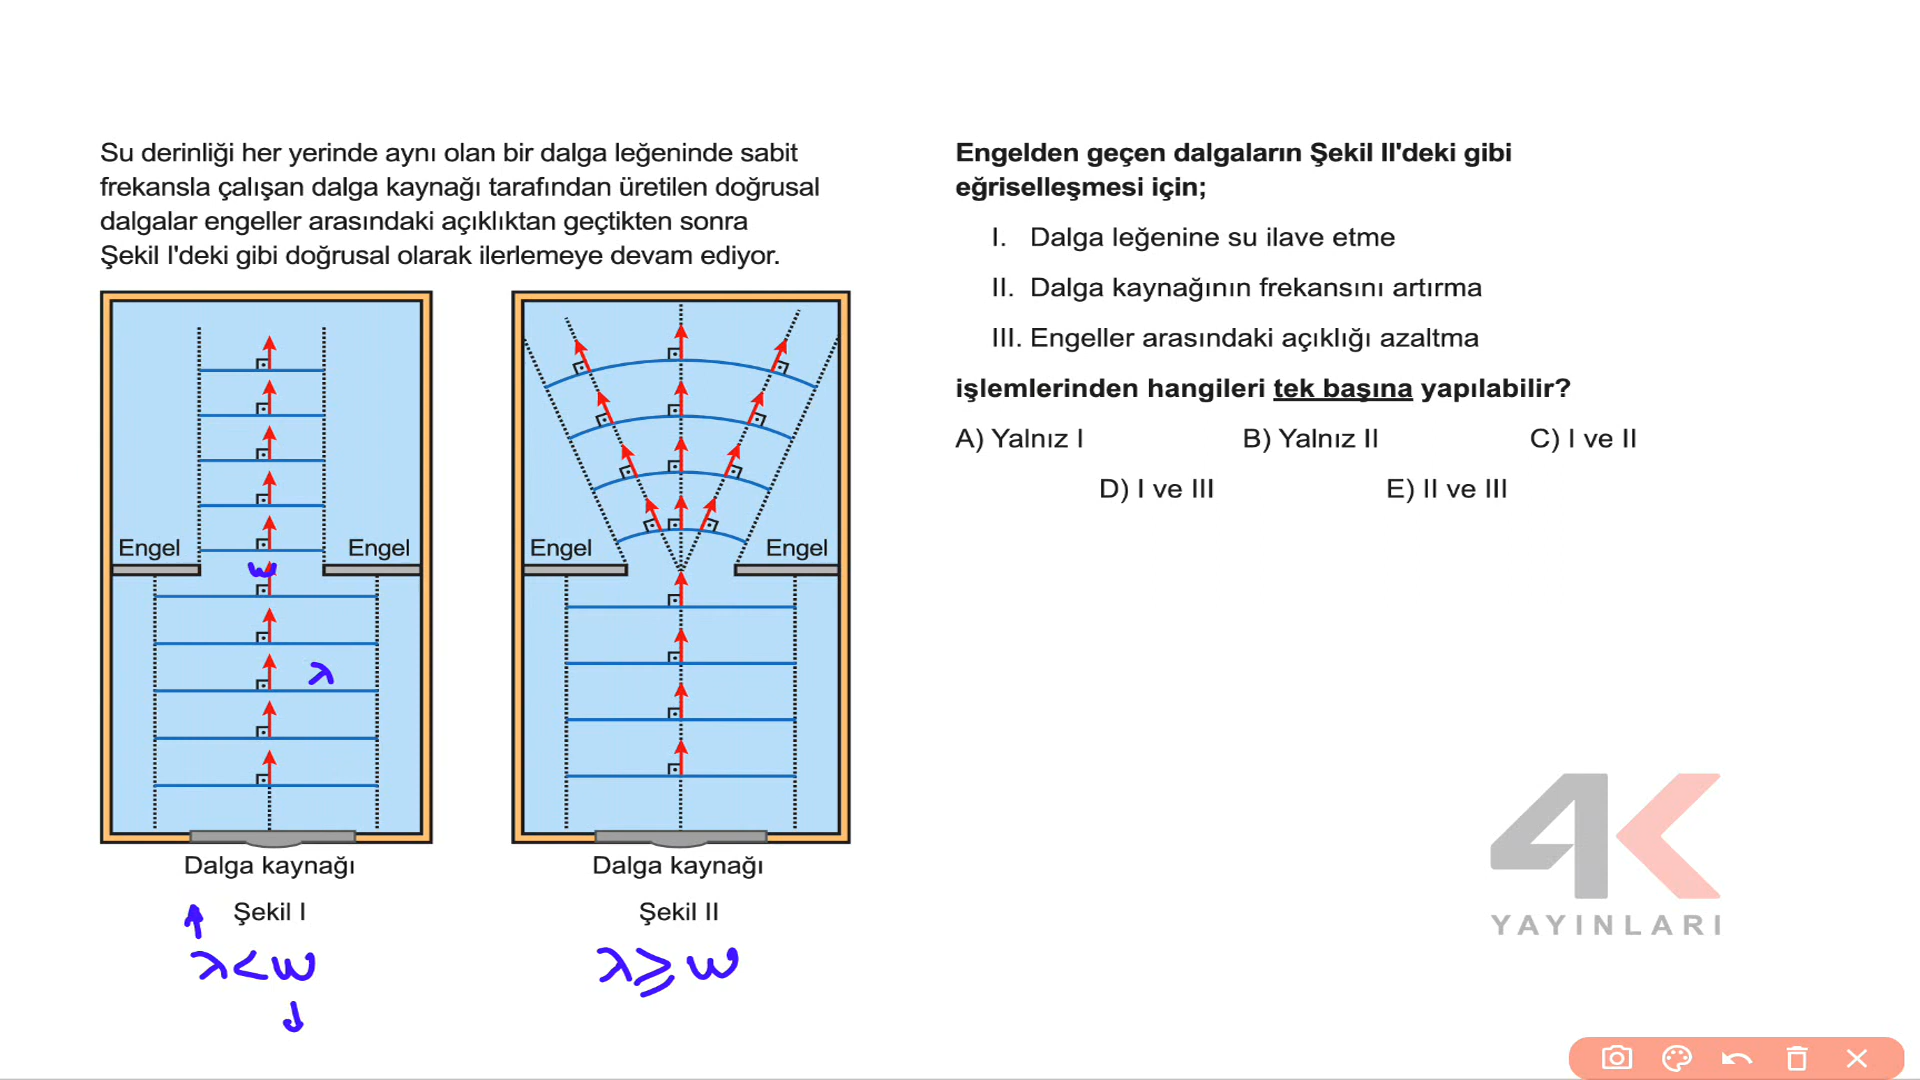 Su derinliği her yerinde aynı olan bir dalga leğeninde sabit
frekansla çalışan dalga kaynağı tarafından üretilen doğrusal
dalgalar engeller arasındaki açıklıktan geçtikten sonra
Şekil I'deki gibi doğrusal olarak ilerlemeye devam ediyor.
Engel Engel
w
λ
Dalga kaynağı
Şekil I
λ<w
Engel Engel
Dalga kaynağı
Şekil II
λ≥w
Engelden geçen dalgaların Şekil II'deki gibi
eğriselleşmesi için;
I. Dalga leğenine su ilave etme
II. Dalga kaynağının frekansını artırma
III. Engeller arasındaki açıklığı azaltma
işlemlerinden hangileri tek başına yapılabilir?
A) Yalnız I B) Yalnız II C) I ve II
D) I ve III E) II ve III
4K
YAYINLARI